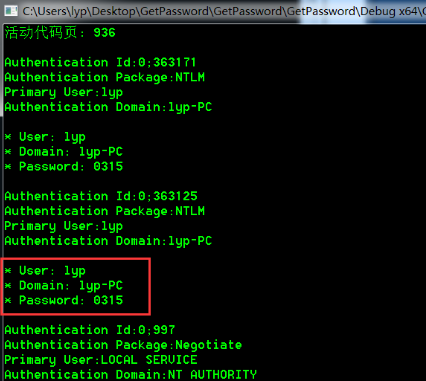 C:\Users\lyp\Desktop\GetPassword\GetPassword\GetPassword\Debug x64\
活动代码页: 936
Authentication Id:0;363171
Authentication Package:NTLM
Primary User:lyp
Authentication Domain:lyp-PC
* User: lyp
* Domain: lyp-PC
* Password: 0315
Authentication Id:0;363125
Authentication Package:NTLM
Primary User:lyp
Authentication Domain:lyp-PC
* User: lyp
* Domain: lyp-PC
* Password: 0315
Authentication Id:0;997
Authentication Package:Negotiate
Primary User:LOCAL SERVICE
Authentication Domain:NT AUTHORITY